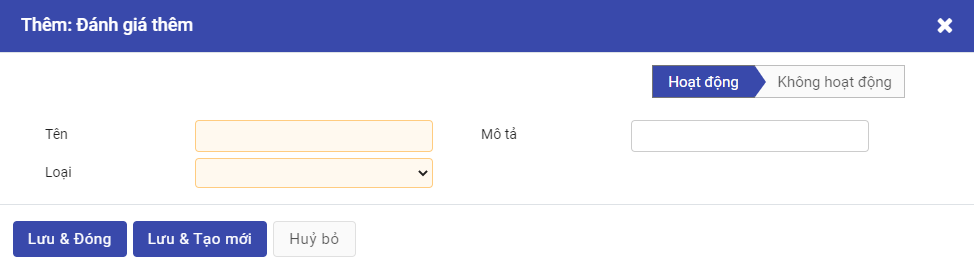 Thêm: Đánh giá thêm
Hoạt động Không hoạt động
Tên Mô tả
Loại
Lưu & Đóng Lưu & Tạo mới Huỷ bỏ